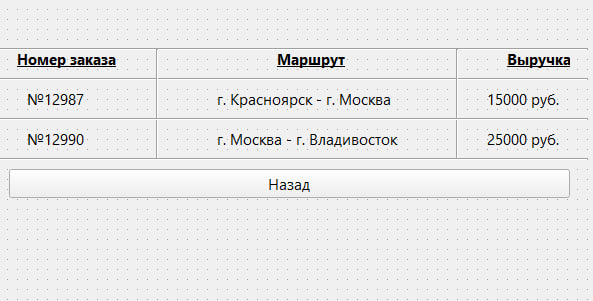 Номер заказа Маршрут Выручка
№12987 г. Красноярск - г. Москва 15000 руб.
№12990 г. Москва - г. Владивосток 25000 руб.
Назад